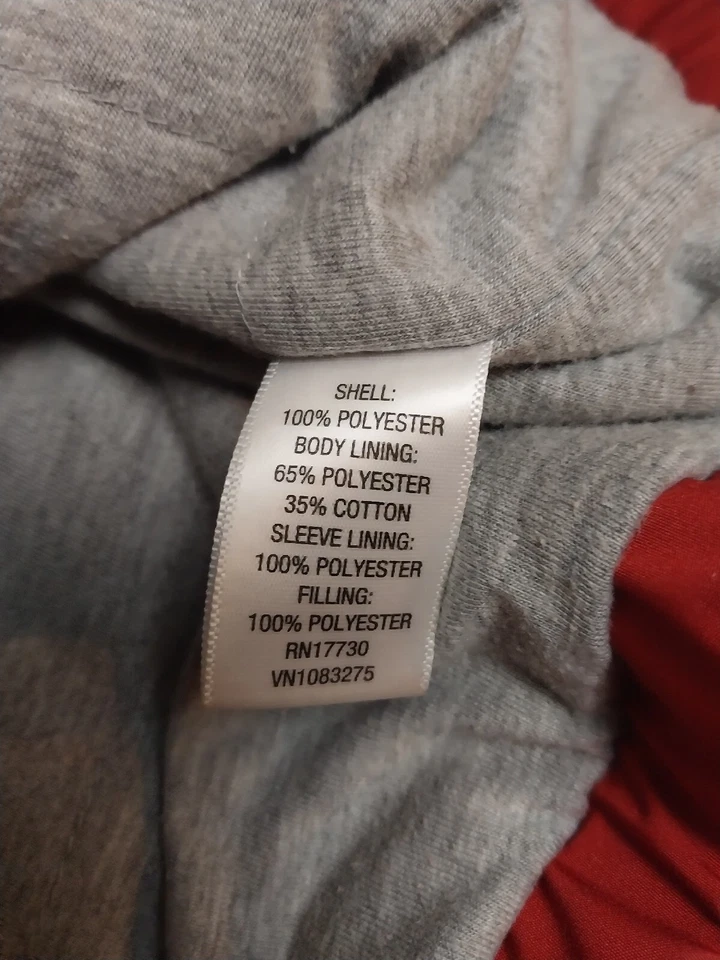 SHELL:
100% POLYESTER
BODY LINING:
65% POLYESTER
35% COTTON
SLEEVE LINING:
100% POLYESTER
FILLING:
100% POLYESTER
RN17730
VN1083275